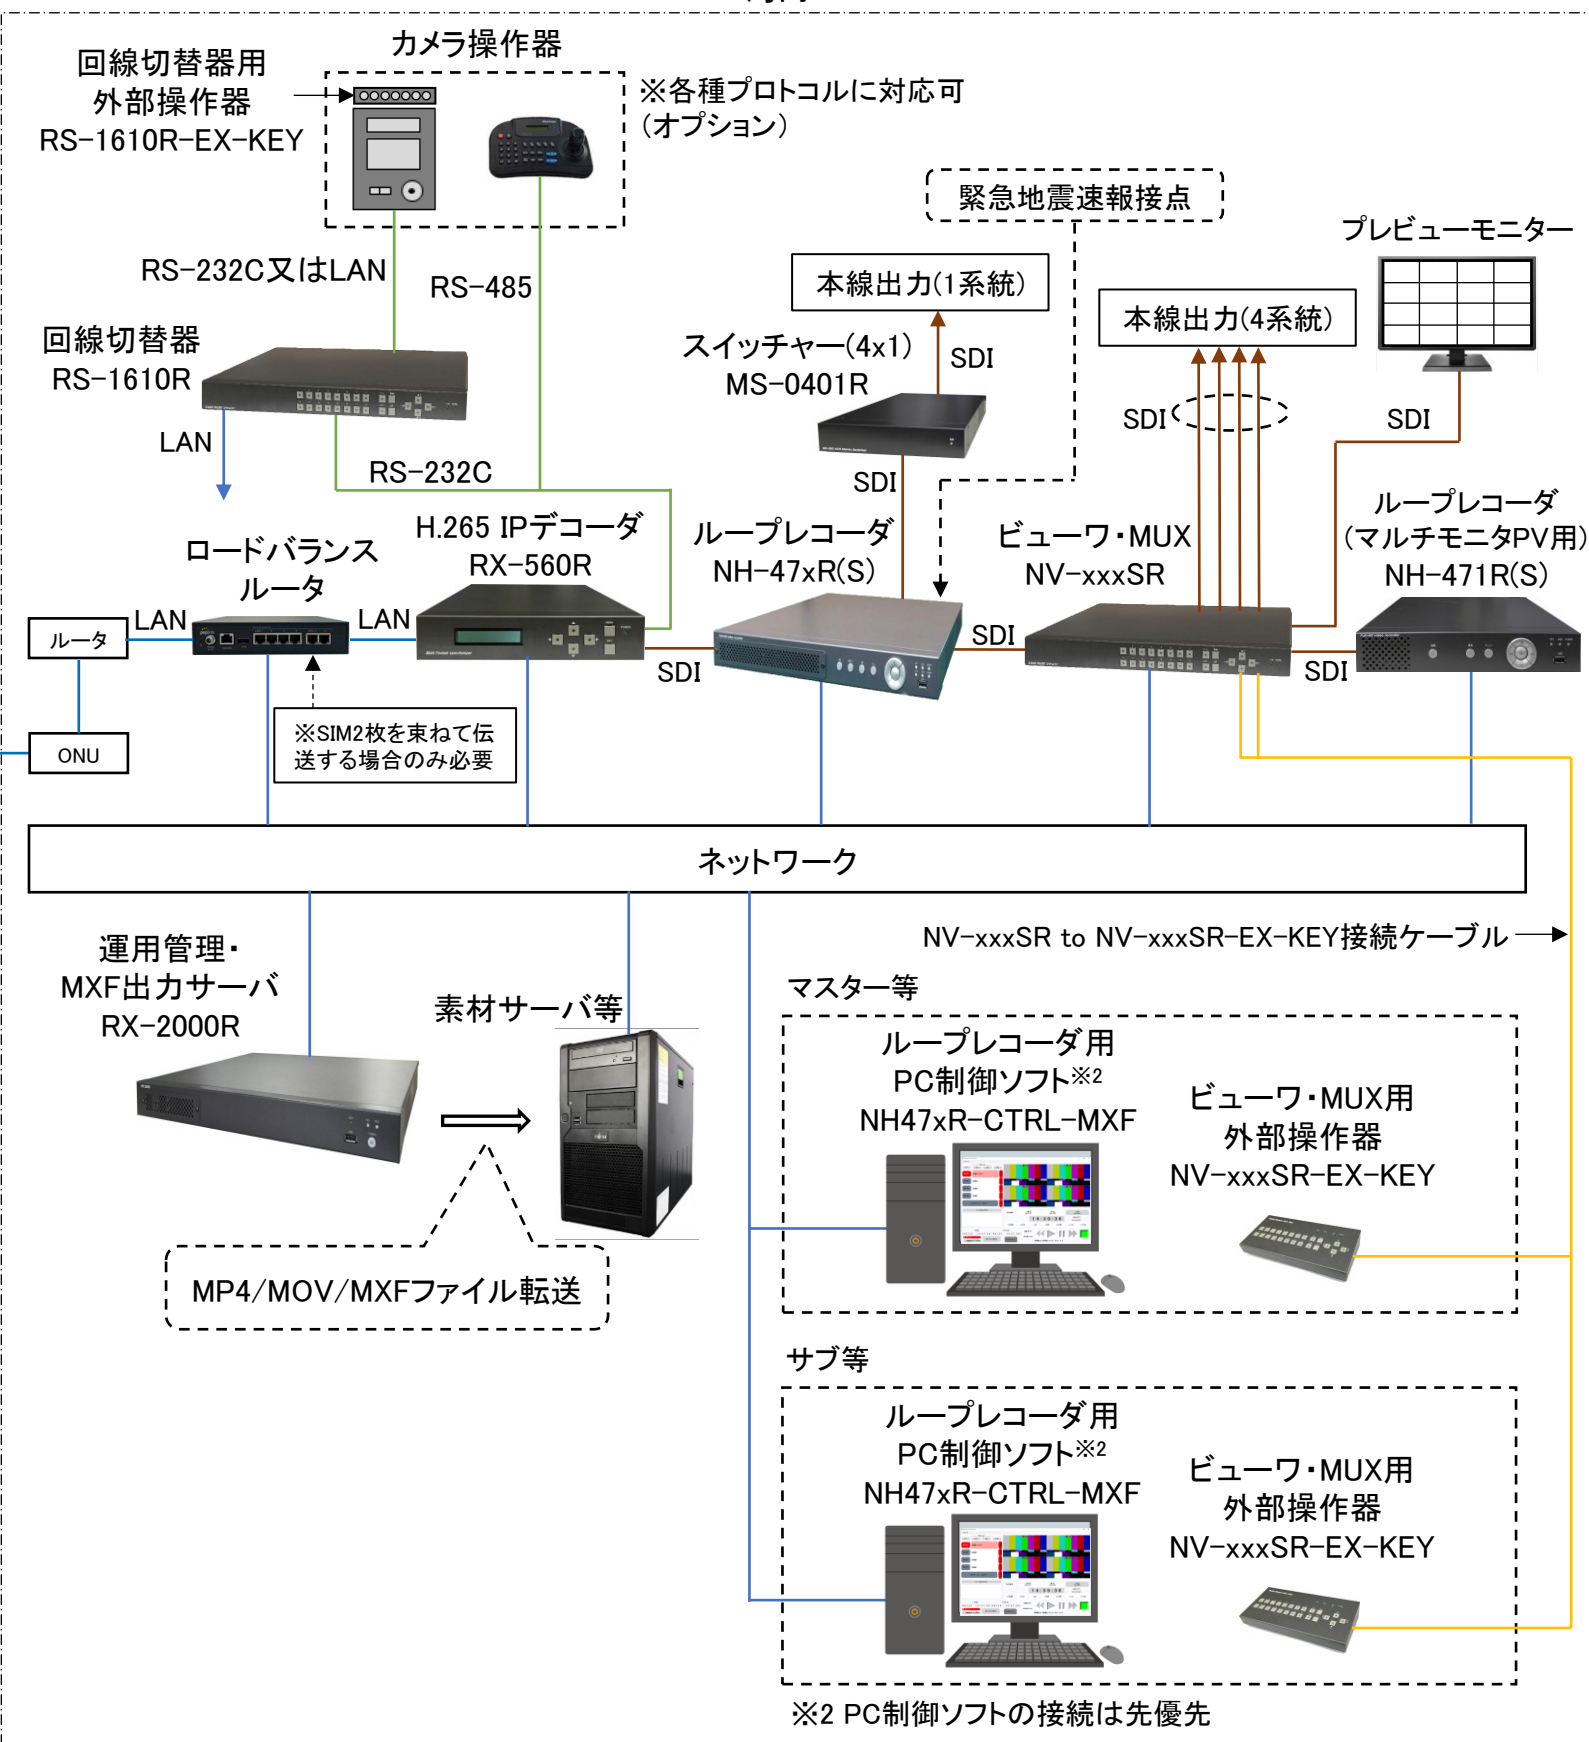 カメラ操作器
回線切替器用
外部操作器
RS-1610R-EX-KEY
※各種プロトコルに対応可
(オプション)
緊急地震速報接点
プレビューモニター
RS-232C又はLAN
RS-485
本線出力(1系統)
本線出力(4系統)
回線切替器
RS-1610R
スイッチャー(4x1)
MS-0401R
SDI
SDI
SDI
LAN
RS-232C
SDI
H.265 IPデコーダ
RX-560R
ロードバランス
ルータ
ループレコーダ
NH-47xR(S)
ビューワ・MUX
NV-xxxSR
ループレコーダ
(マルチモニタPV用)
NH-471R(S)
ルータ
LAN
LAN
SDI
SDI
SDI
ONU
※SIM2枚を束ねて伝
送する場合のみ必要
ネットワーク
NV-xxxSR to NV-xxxSR-EX-KEY接続ケーブル
運用管理・
MXF出力サーバ
RX-2000R
素材サーバ等
MP4/MOV/MXFファイル転送
マスター等
ループレコーダ用
PC制御ソフト※2
NH47xR-CTRL-MXF
ビューワ・MUX用
外部操作器
NV-xxxSR-EX-KEY
サブ等
ループレコーダ用
PC制御ソフト※2
NH47xR-CTRL-MXF
ビューワ・MUX用
外部操作器
NV-xxxSR-EX-KEY
※2 PC制御ソフトの接続は先優先